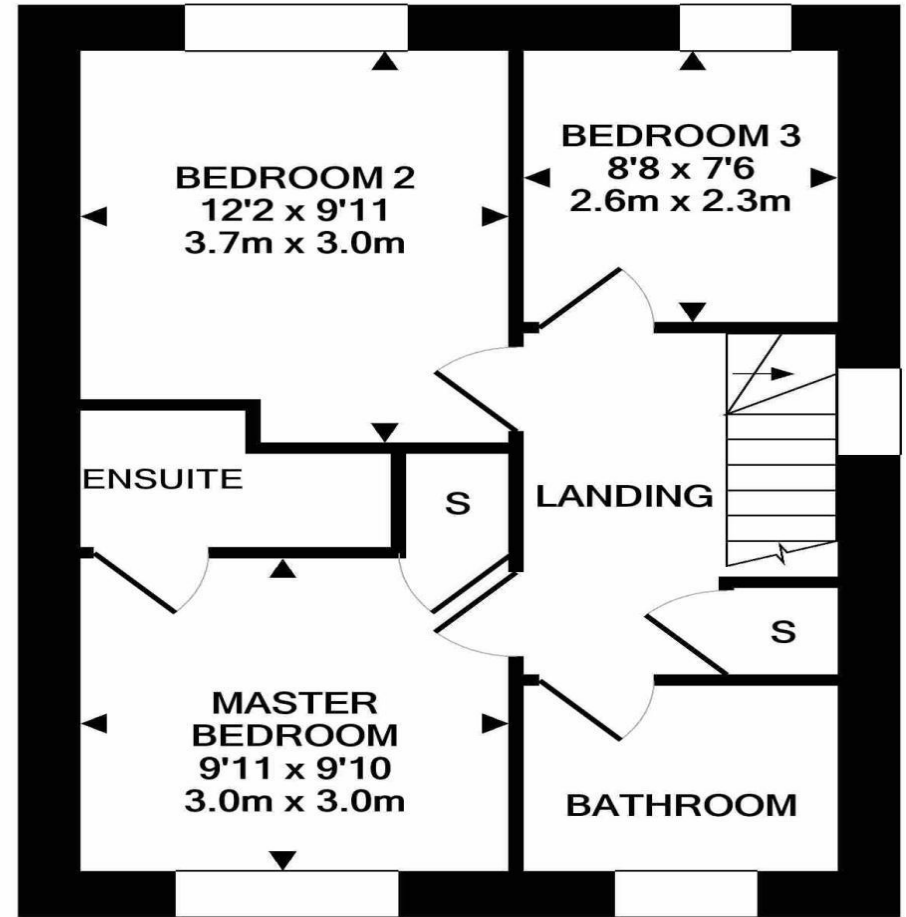 BEDROOM 2
12'2 x 9'11
3.7m x 3.0m
BEDROOM 3
8'8 x 7'6
2.6m x 2.3m
ENSUITE
S
LANDING
S
MASTER
BEDROOM
9'11 x 9'10
3.0m x 3.0m
BATHROOM